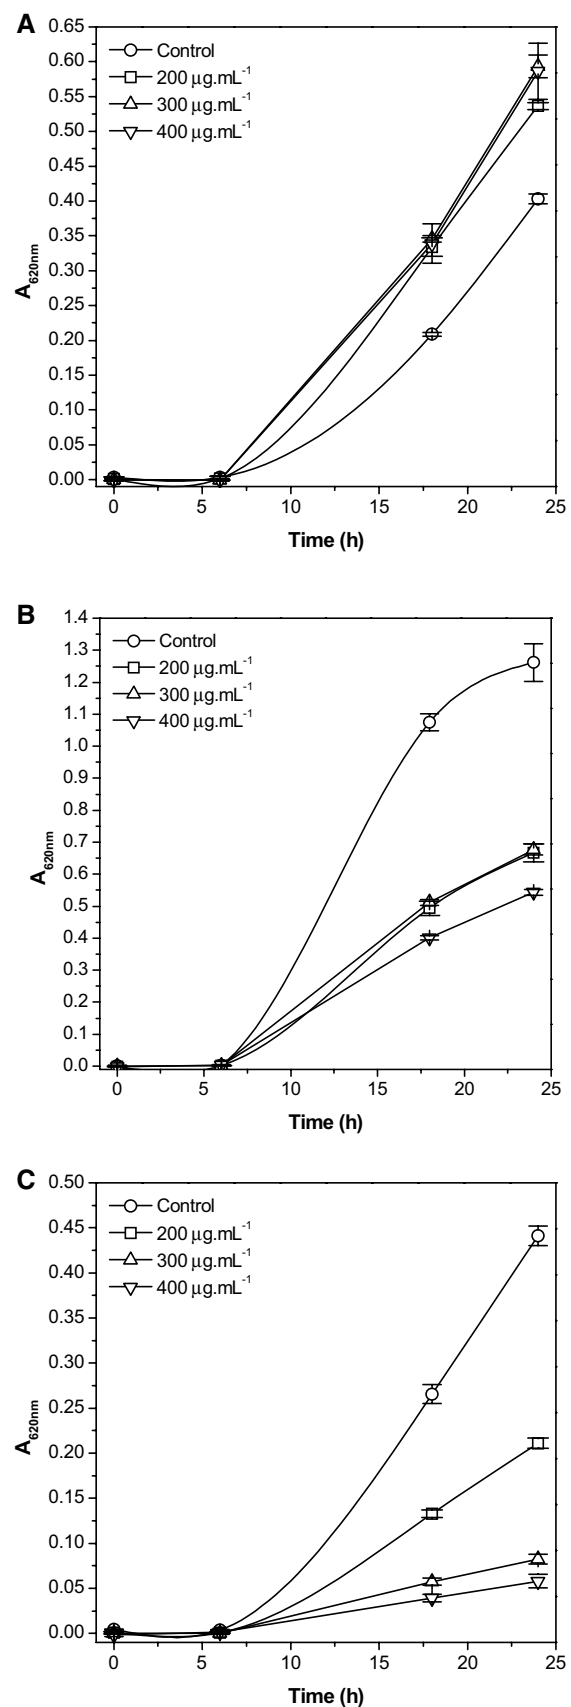 A
0.65
0.60
0.55
0.50
0.45
0.40
0.35
0.30
0.25
0.20
0.15
0.10
0.05
0.00
A620nm
Control
200 µg.mL-1
300 µg.mL-1
400 µg.mL-1
0 5 10 15 20 25
Time (h)
B
1.4
1.3
1.2
1.1
1.0
0.9
0.8
0.7
0.6
0.5
0.4
0.3
0.2
0.1
0.0
A620nm
Control
200 µg.mL-1
300 µg.mL-1
400 µg.mL-1
0 5 10 15 20 25
Time (h)
C
0.50
0.45
0.40
0.35
0.30
0.25
0.20
0.15
0.10
0.05
0.00
A620nm
Control
200 µg.mL-1
300 µg.mL-1
400 µg.mL-1
0 5 10 15 20 25
Time (h)